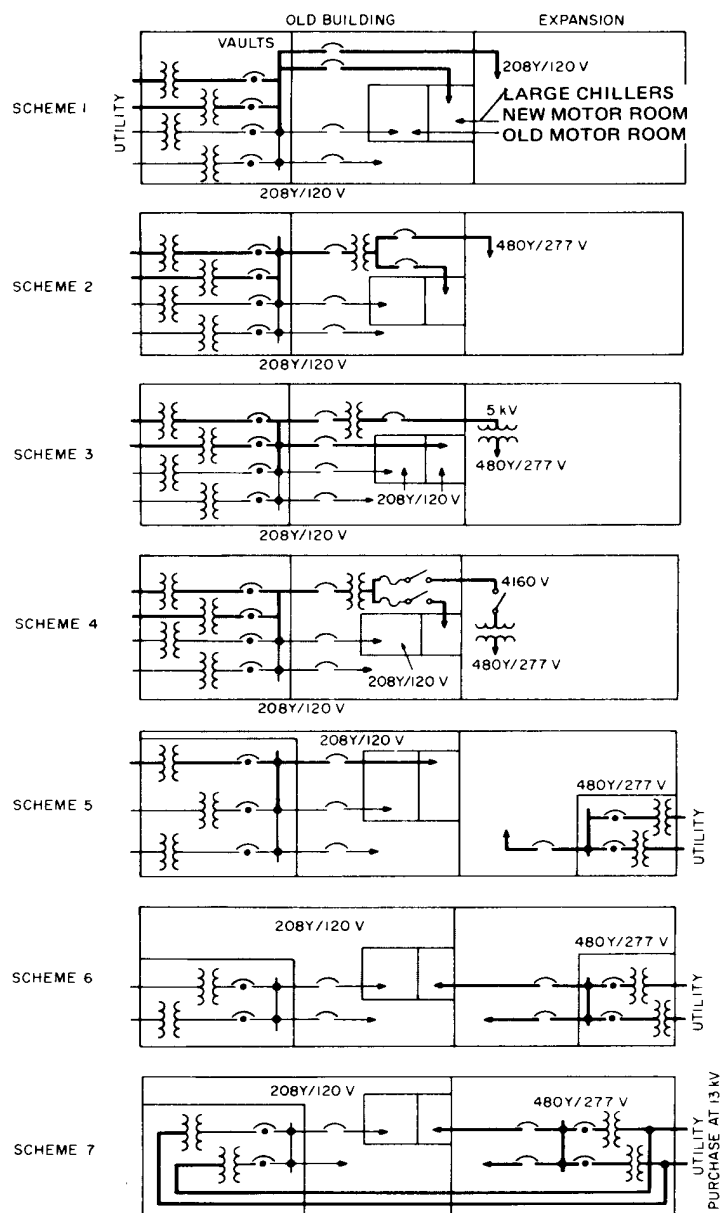 OLD BUILDING
EXPANSION
SCHEME 1
UTILITY
VAULTS
208Y/120 V
LARGE CHILLERS
NEW MOTOR ROOM
OLD MOTOR ROOM
208Y/120 V
SCHEME 2
480Y/277 V
208Y/120 V
SCHEME 3
5 kV
480Y/277 V
208Y/120 V
208Y/120 V
SCHEME 4
4160 V
480Y/277 V
208Y/120 V
208Y/120 V
SCHEME 5
208Y/120 V
480Y/277 V
UTILITY
SCHEME 6
208Y/120 V
480Y/277 V
UTILITY
SCHEME 7
208Y/120 V
480Y/277 V
UTILITY
PURCHASE AT 13 kV